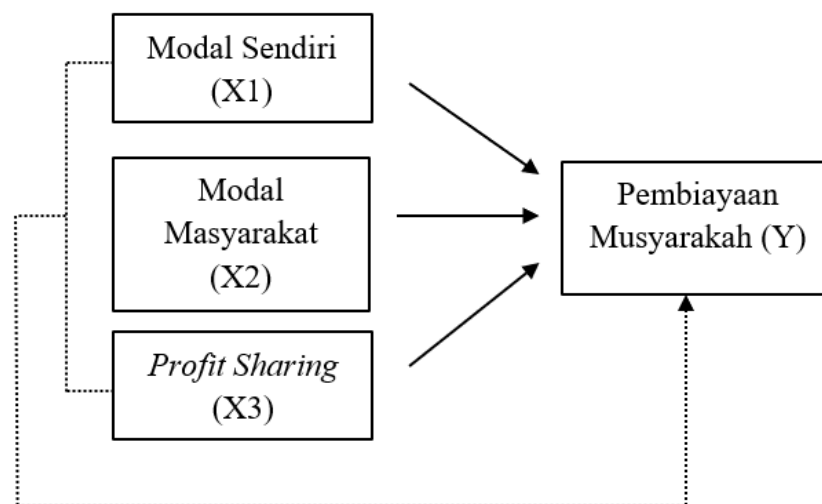 Modal Sendiri
(X1)
Modal
Masyarakat
(X2)
Profit Sharing
(X3)
Pembiayaan
Musyarakah (Y)